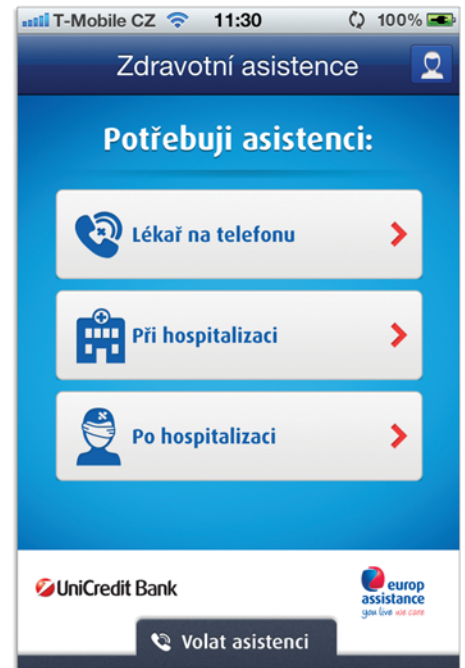 T-Mobile CZ 11:30 100%
Zdravotní asistence
Potřebuji asistenci:
Lékař na telefonu
Při hospitalizaci
Po hospitalizaci
UniCredit Bank
europ
assistance
you live we care
Volat asistenci